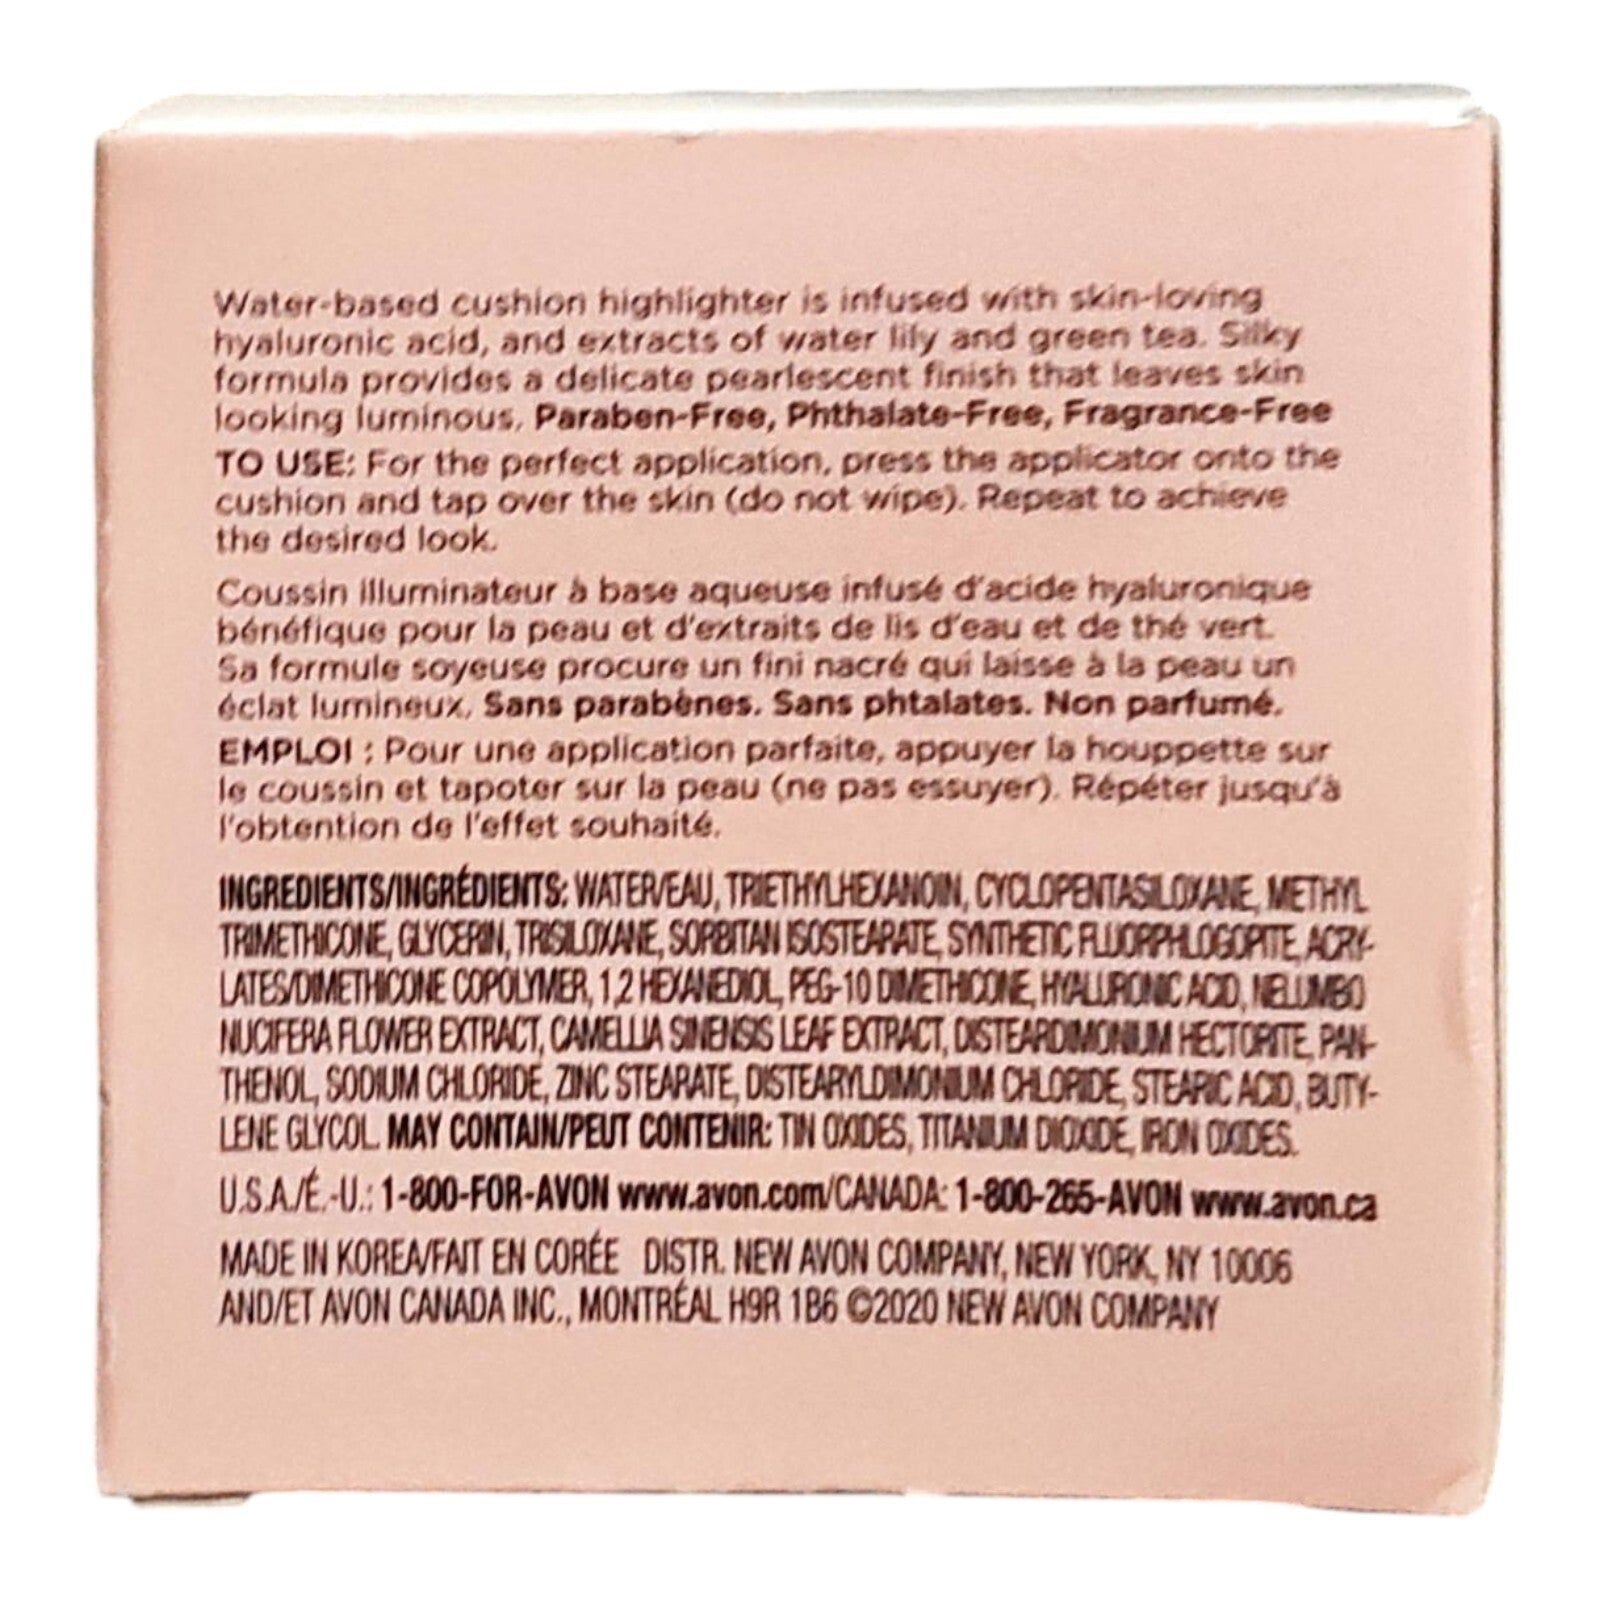 Water-based cushion highlighter is infused with skin-loving
hyaluronic acid, and extracts of water lily and green tea. Silky
formula provides a delicate pearlescent finish that leaves skin
looking luminous. Paraben-Free, Phthalate-Free, Fragrance-Free
TO USE: For the perfect application, press the applicator onto the
cushion and tap over the skin (do not wipe). Repeat to achieve
the desired look.
Coussin illuminateur à base aqueuse infusé d'acide hyaluronique
bénéfique pour la peau et d'extraits de lis d'eau et de thé vert.
Sa formule soyeuse procure un fini nacré qui laisse à la peau un
éclat lumineux. Sans parabènes. Sans phtalates. Non parfumé.
EMPLOI : Pour une application parfaite, appuyer la houppette sur
le coussin et tapoter sur la peau (ne pas essuyer). Répéter jusqu'à
l'obtention de l'effet souhaité.
INGREDIENTS/INGRÉDIENTS: WATER/EAU, TRIETHYLHEXANOIN, CYCLOPENTASILOXANE, METHYL
TRIMETHICONE, GLYCERIN, TRISILOXANE, SORBITAN ISOSTEARATE, SYNTHETIC FLUORPHLOGOPITE, ACRY-
LATES/DIMETHICONE COPOLYMER, 1,2 HEXANEDIOL, PEG-10 DIMETHICONE, HYALURONIC ACID, NELUMBO
NUCIFERA FLOWER EXTRACT, CAMELLIA SINENSIS LEAF EXTRACT, DISTEARDIMONIUM HECTORITE, PAN-
THENOL, SODIUM CHLORIDE, ZINC STEARATE, DISTEARYLDIMONIUM CHLORIDE, STEARIC ACID, BUTY-
LENE GLYCOL. MAY CONTAIN/PEUT CONTENIR: TIN OXIDES, TITANIUM DIOXIDE, IRON OXIDES.
U.S.A./É.-U.: 1-800-FOR-AVON www.avon.com/CANADA: 1-800-265-AVON www.avon.ca
MADE IN KOREA/FAIT EN CORÉE DISTR. NEW AVON COMPANY, NEW YORK, NY 10006
AND/ET AVON CANADA INC., MONTRÉAL H9R 1B6 ©2020 NEW AVON COMPANY